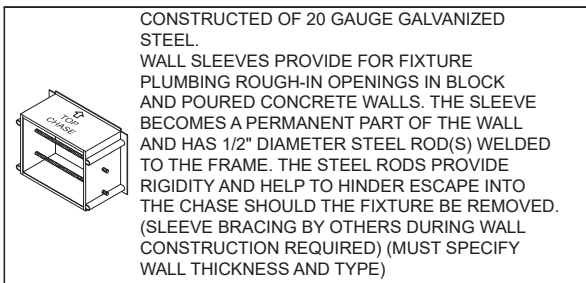 CONSTRUCTED OF 20 GAUGE GALVANIZED
STEEL.
WALL SLEEVES PROVIDE FOR FIXTURE
PLUMBING ROUGH-IN OPENINGS IN BLOCK
AND POURED CONCRETE WALLS. THE SLEEVE
BECOMES A PERMANENT PART OF THE WALL
AND HAS 1/2" DIAMETER STEEL ROD(S) WELDED
TO THE FRAME. THE STEEL RODS PROVIDE
RIGIDITY AND HELP TO HINDER ESCAPE INTO
THE CHASE SHOULD THE FIXTURE BE REMOVED.
(SLEEVE BRACING BY OTHERS DURING WALL
CONSTRUCTION REQUIRED) (MUST SPECIFY
WALL THICKNESS AND TYPE)
TOP
CHASE